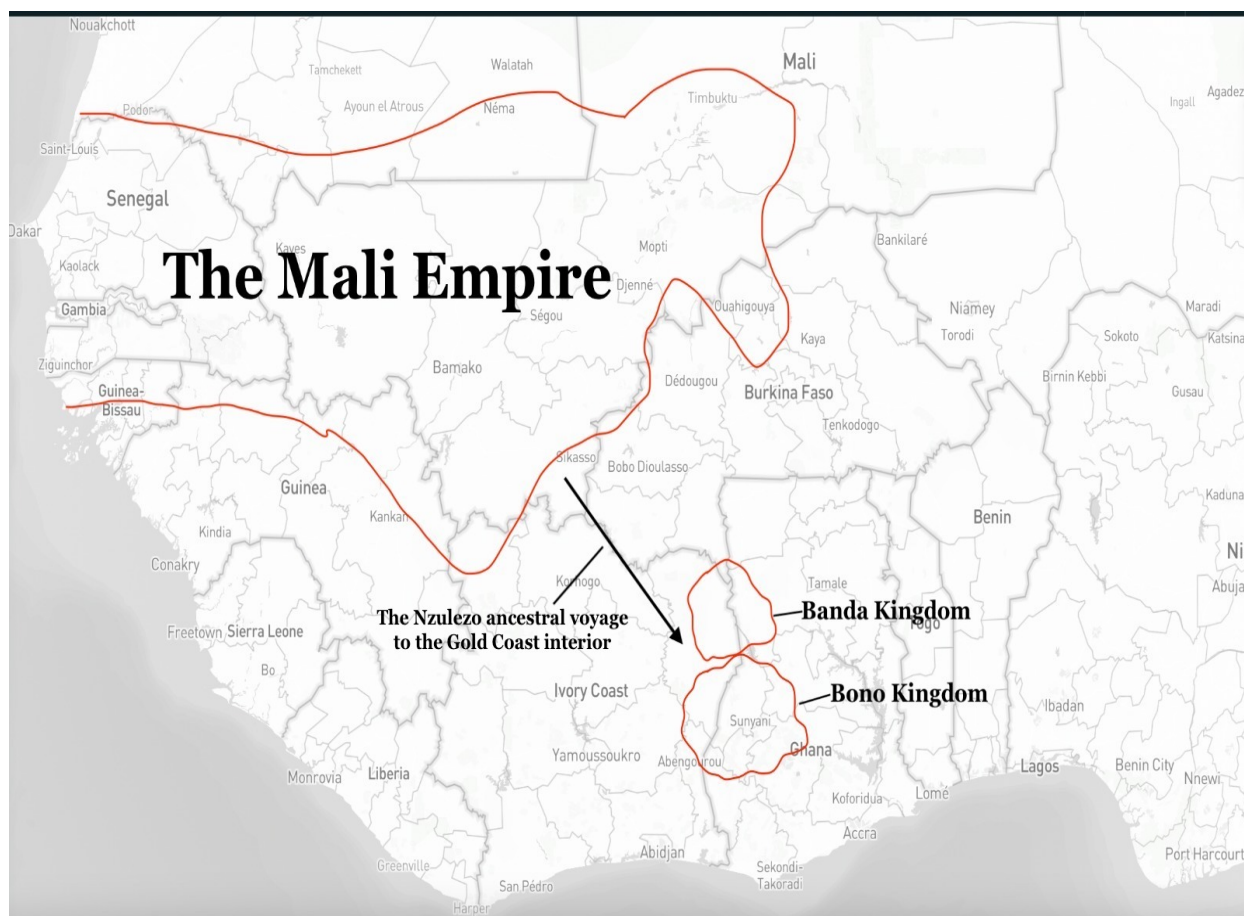 Nouakchott
Tamchekett
Walatah
Mali
Ayoun el Atrous
Néma
Timbuktu
Ingall
Agadez
Podor
Saint-Louis
Senegal
Dakar
Kaolack
Kayes
The Mali Empire
Mopti
Djenné
Bankilaré
Gambia
Ségou
Ouahigouya
Niamey
Maradi
Ziguinchor
Bamako
Kaya
Torodi
Sokoto
Katsina
Guinea-
Bissau
Dédougou
Burkina Faso
Birnin Kebbi
Gusau
Tenkodogo
Sikasso
Bobo Dioulasso
Guinea
Kankan
Kaduna
Kindia
Benin
Ni
Conakry
Korhogo
Tamale
Abuja
The Nzulezo ancestral voyage
to the Gold Coast interior
Banda Kingdom
Togo
Freetown
Sierra Leone
Bo
Ivory Coast
Bono Kingdom
Ibadan
Sunyani
Yamoussoukro
Abengourou
Ghana
Monrovia
Liberia
Lagos
Benin City
Nnewi
Koforidua
Lomé
Accra
Greenville
Abidjan
Port Harcourt
Sekondi-
Takoradi
San Pédro
Harper